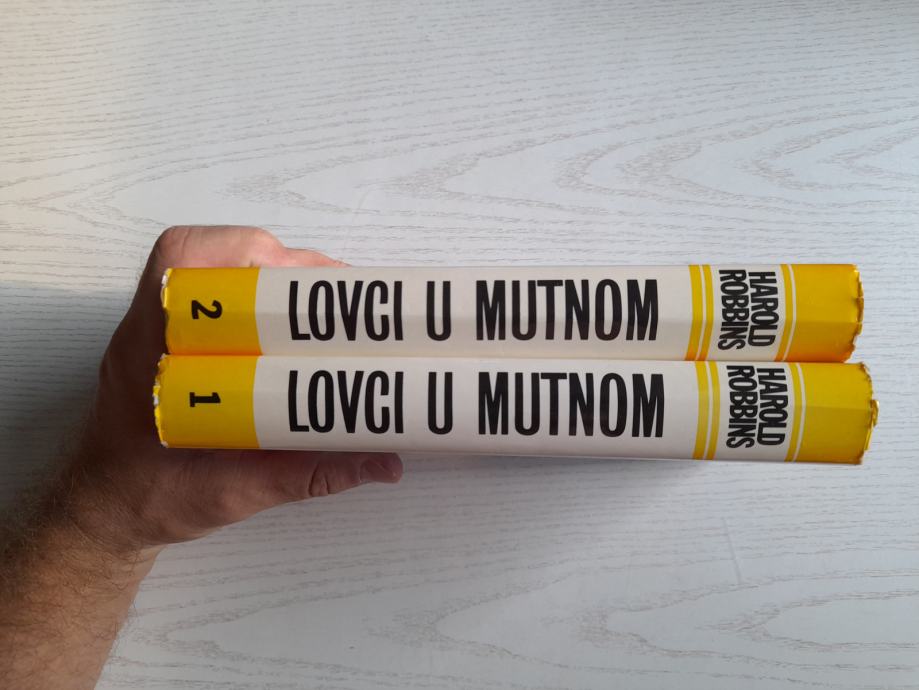 2
LOVCI U MUTNOM
HAROLD
ROBBINS
1
LOVCI U MUTNOM
HAROLD
ROBBINS